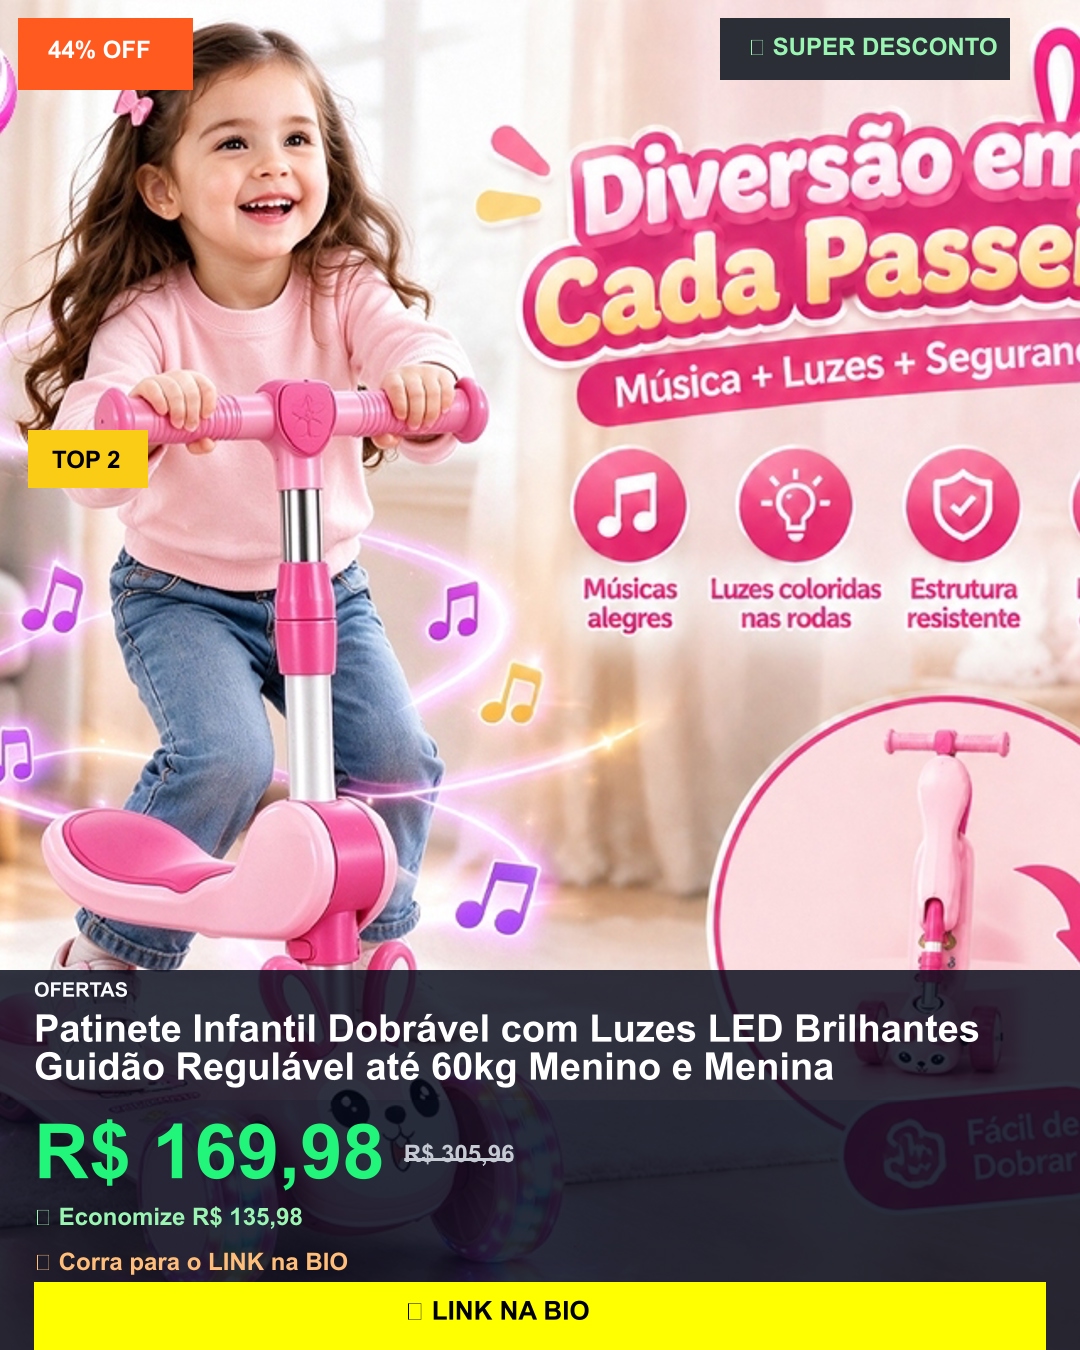 44% OFF
SUPER DESCONTO
Diversão em
Cada Passei
Música + Luzes + Seguran
TOP 2
Músicas
alegres
Luzes coloridas
nas rodas
Estrutura
resistente
OFERTAS
Patinete Infantil Dobrável com Luzes LED Brilhantes
Guidão Regulável até 60kg Menino e Menina
R$ 169,98
R$ 305,96
Economize R$ 135,98
Fácil de
Dobrar
Corra para o LINK na BIO
LINK NA BIO